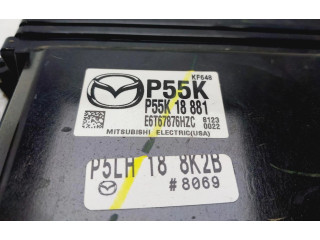 KF648
P55K
P55K 18 881
E6T67876HZC 8123
0022
MITSUBISHI ELECTRIC(USA)
P5LH 18 8K2B
#8069